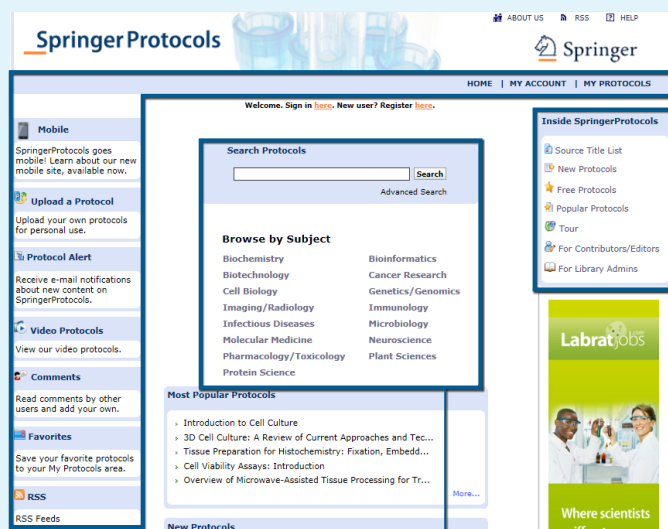 ABOUT US RSS ? HELP
SpringerProtocols
Springer
HOME | MY ACCOUNT | MY PROTOCOLS
Welcome. Sign in here. New user? Register here.
Mobile
SpringerProtocols goes
mobile! Learn about our new
mobile site, available now.
Upload a Protocol
Upload your own protocols
for personal use.
Protocol Alert
Receive e-mail notifications
about new content on
SpringerProtocols.
Video Protocols
View our video protocols.
Comments
Read comments by other
users and add your own.
Favorites
Save your favorite protocols
to your My Protocols area.
RSS
RSS Feeds
Search Protocols
Search
Advanced Search
Browse by Subject
Biochemistry
Biotechnology
Cell Biology
Imaging/Radiology
Infectious Diseases
Molecular Medicine
Pharmacology/Toxicology
Protein Science
Bioinformatics
Cancer Research
Genetics/Genomics
Immunology
Microbiology
Neuroscience
Plant Sciences
Most Popular Protocols
› Introduction to Cell Culture
› 3D Cell Culture: A Review of Current Approaches and Tec...
› Tissue Preparation for Histochemistry: Fixation, Embedd...
› Cell Viability Assays: Introduction
› Overview of Microwave-Assisted Tissue Processing for Tr...
More...
New Protocols
Inside SpringerProtocols
Source Title List
New Protocols
Free Protocols
Popular Protocols
Tour
For Contributors/Editors
For Library Admins
Labratjobs
Where scientists